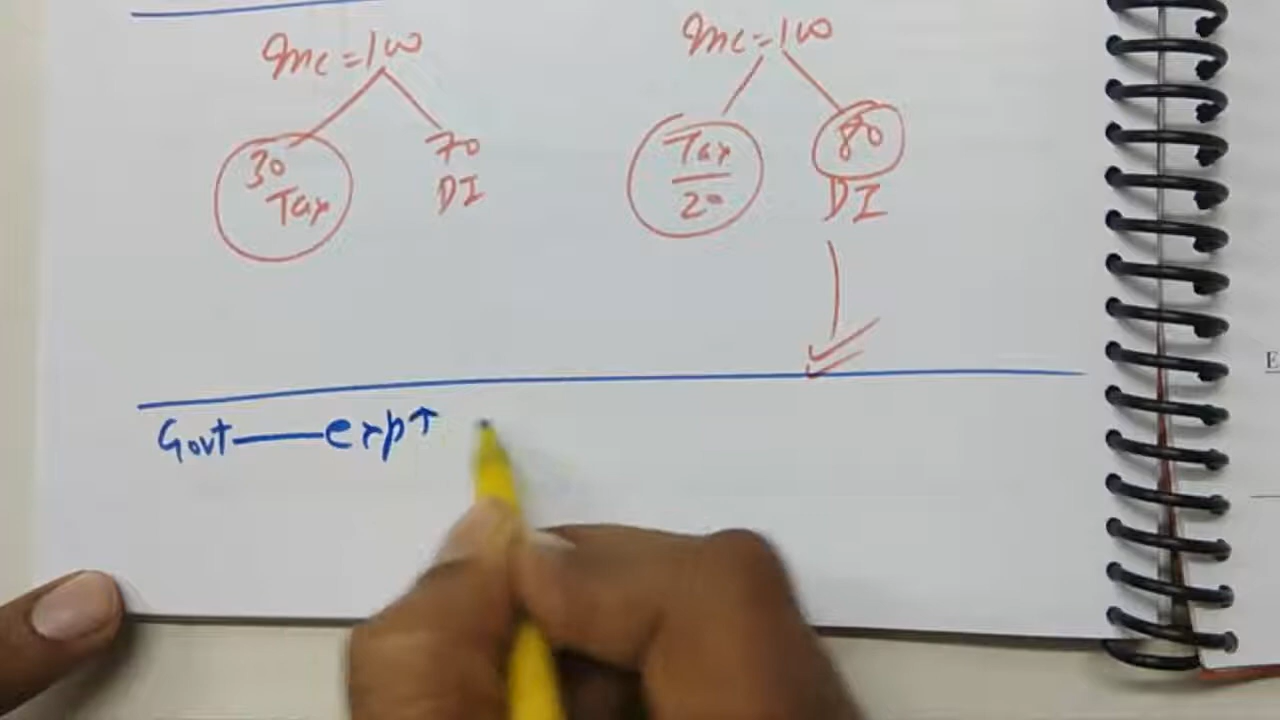 Inc = 100
30
Tax
70
DI
Inc = 100
Tax
20
80
DI
Govt — exp↑
E